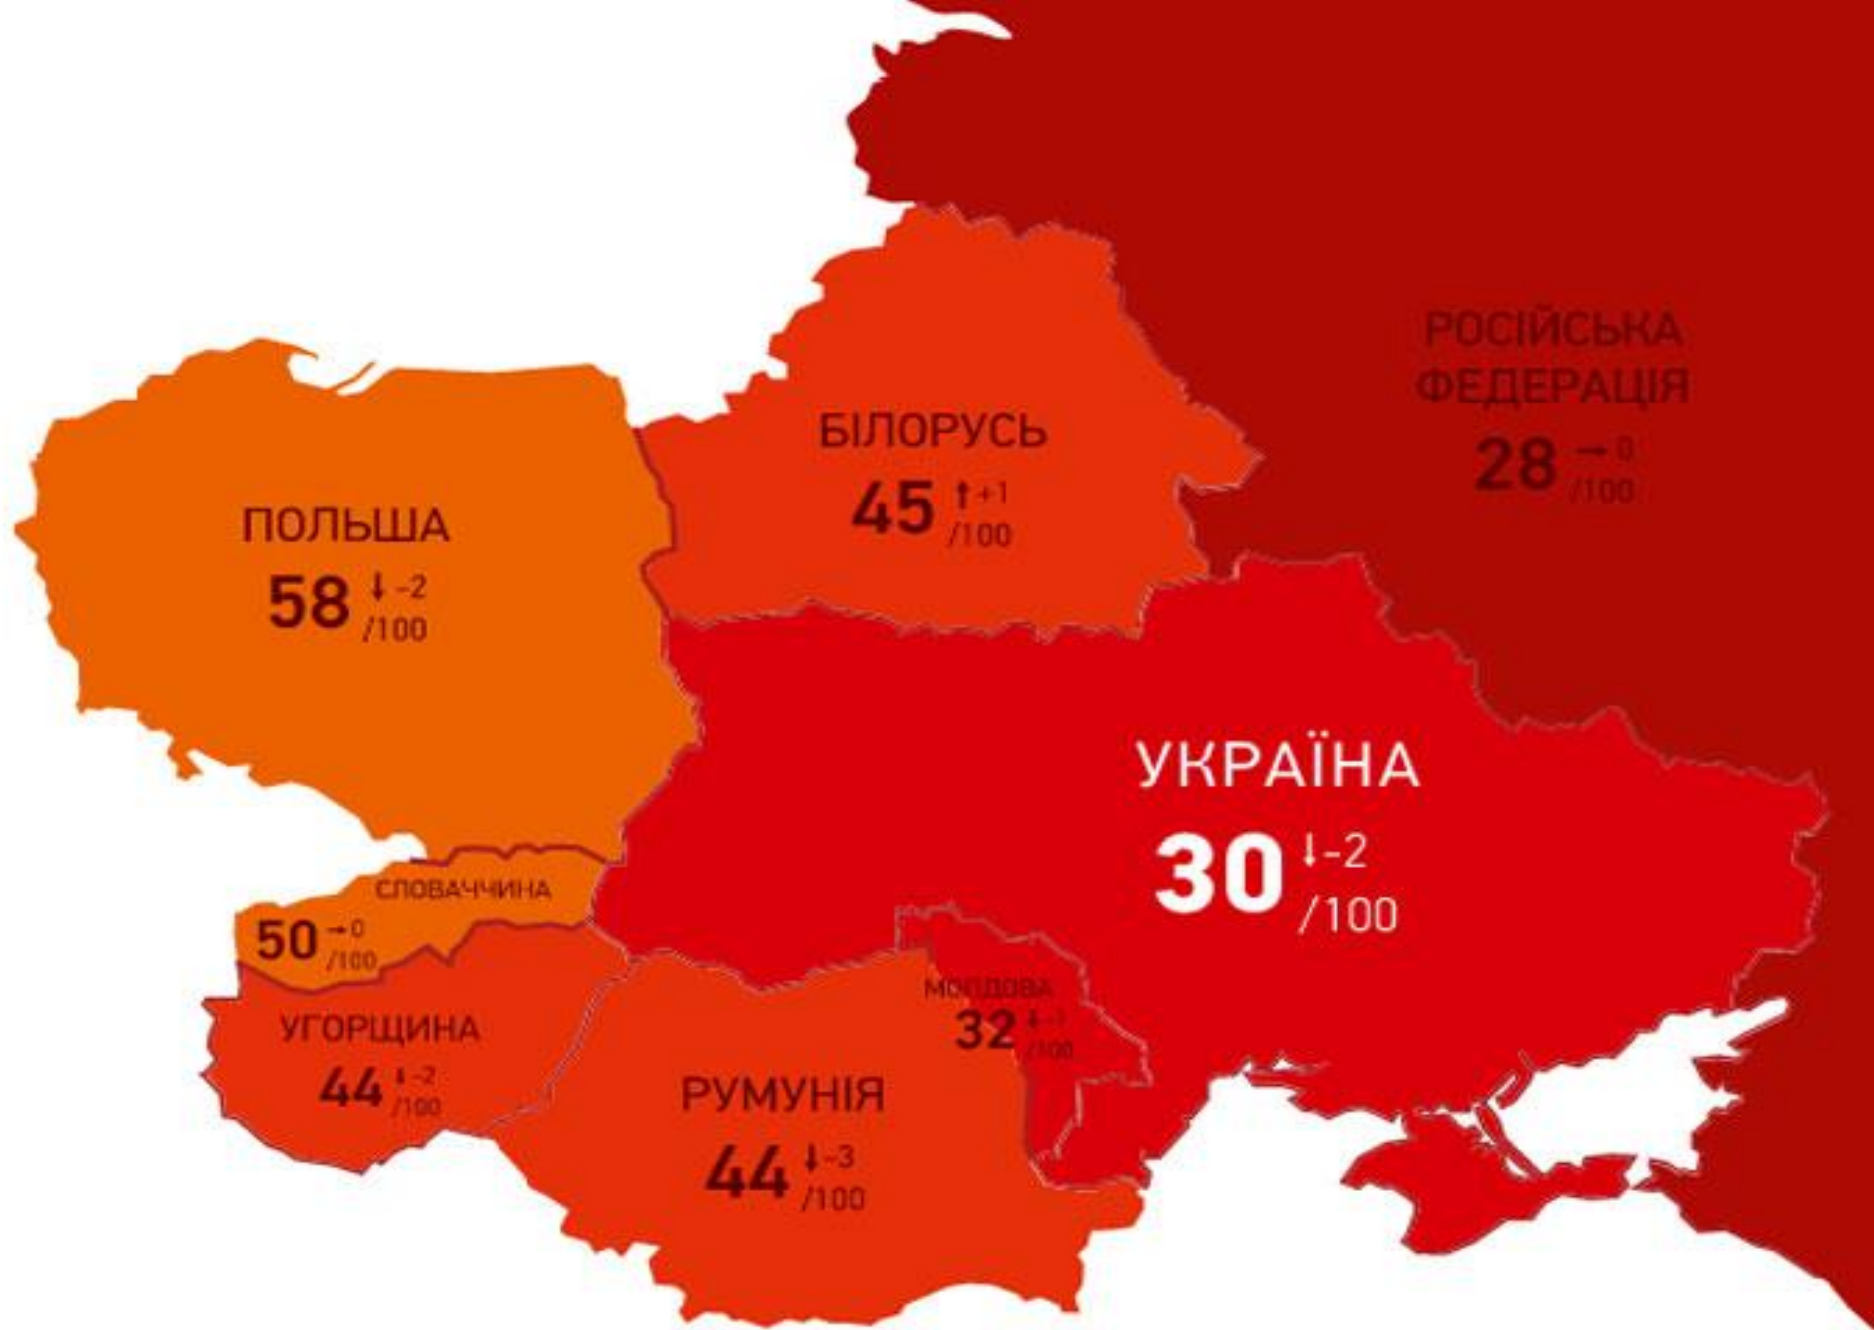 РОСІЙСЬКА
ФЕДЕРАЦІЯ
28 →0
/100
БІЛОРУСЬ
45 ↑+1
/100
ПОЛЬША
58 ↓-2
/100
УКРАЇНА
30 ↓-2
/100
СЛОВАЧЧИНА
50 →0
/100
МОЛДОВА
32 ↓-1
/100
УГОРЩИНА
44 ↓-2
/100
РУМУНІЯ
44 ↓-3
/100